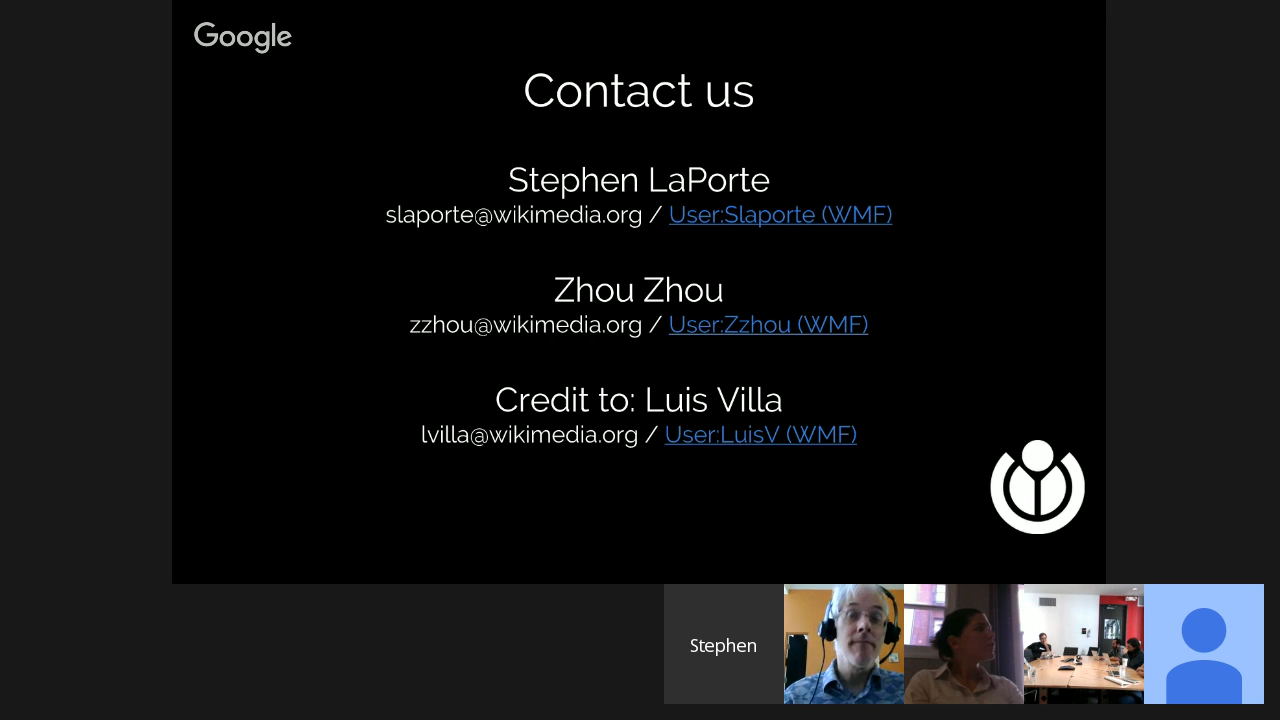 Google
Contact us
Stephen LaPorte
slaporte@wikimedia.org / User:Slaporte (WMF)
Zhou Zhou
zzhou@wikimedia.org / User:Zzhou (WMF)
Credit to: Luis Villa
lvilla@wikimedia.org / User:LuisV (WMF)
Stephen